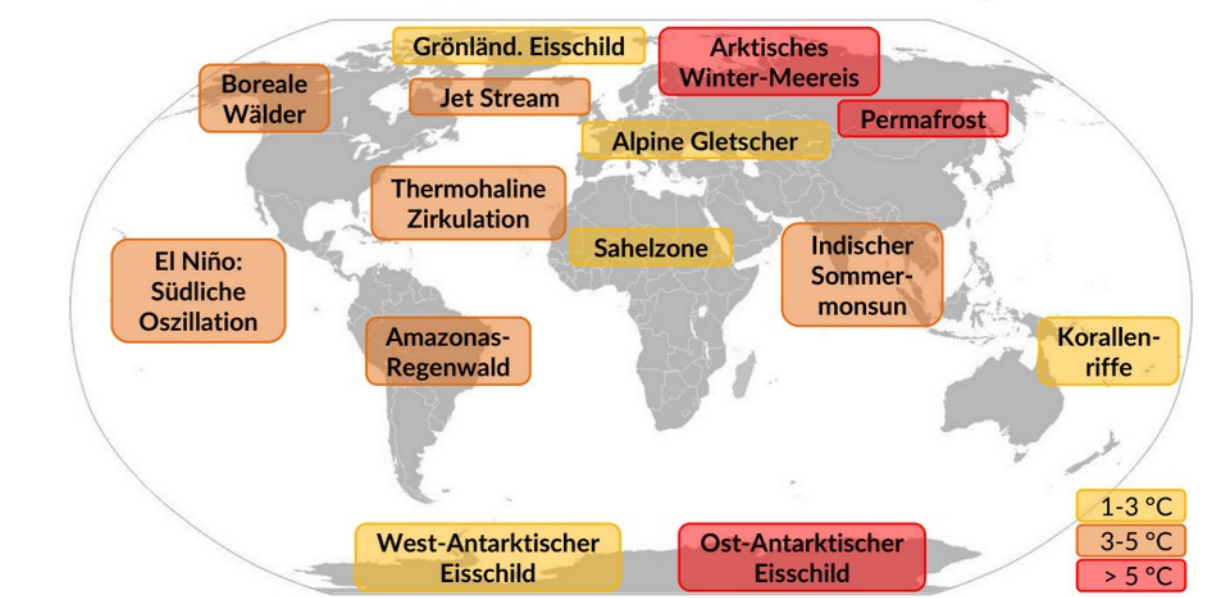 Grönländ. Eisschild
Arktisches
Winter-Meereis
Boreale
Wälder
Jet Stream
Permafrost
Alpine Gletscher
Thermohaline
Zirkulation
Sahelzone
Indischer
Sommer-
monsun
El Niño:
Südliche
Oszillation
Amazonas-
Regenwald
Korallen-
riffe
West-Antarktischer
Eisschild
Ost-Antarktischer
Eisschild
1-3 °C
3-5 °C
> 5 °C